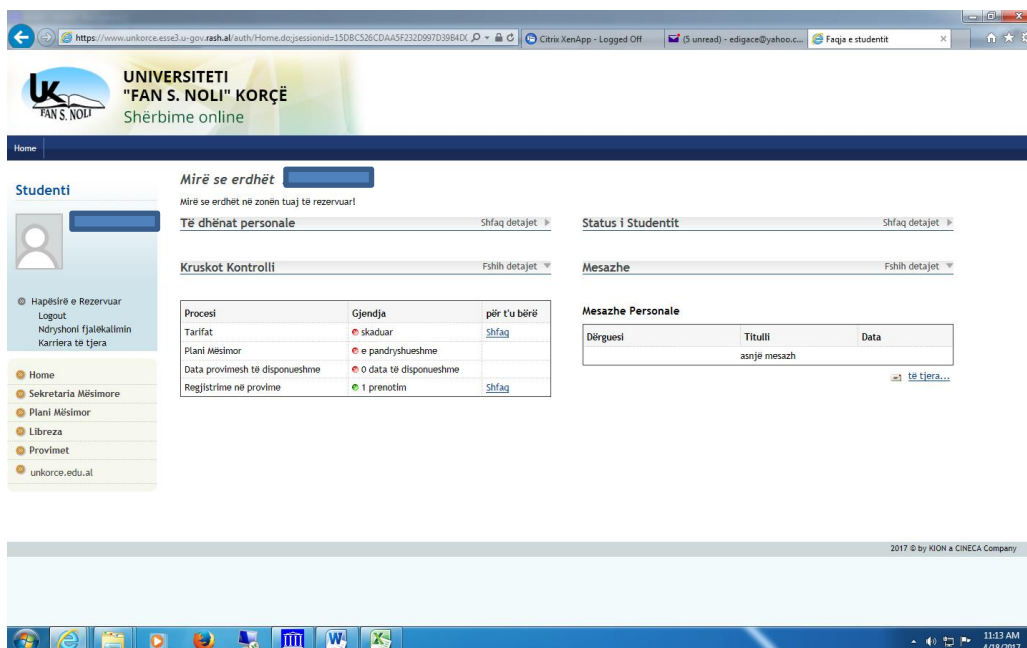 https://www.unkorce.esse3.u-gov.rash.al/auth/Home.do;jsessionid=15DBC526CDAA5F232D997D39B4D(
Citrix XenApp - Logged Off
(5 unread) - edigace@yahoo.c...
Faqja e studentit
UK
FAN S. NOLI
UNIVERSITETI
"FAN S. NOLI" KORÇË
Shërbime online
Home
Studenti
Hapësirë e Rezervuar
Logout
Ndryshoni fjalëkalimin
Karriera të tjera
Home
Sekretaria Mësimore
Plani Mësimor
Libreza
Provimet
unkorce.edu.al
Mirë se erdhët
Mirë se erdhët në zonën tuaj të rezervuar!
Të dhënat personale Shfaq detajet
Status i Studentit Shfaq detajet
Kruskot Kontrolli Fshih detajet
Procesi Gjendja për t'u bërë
Tarifat skaduar Shfaq
Plani Mësimor e pandryshueshme
Data provimesh të disponueshme 0 data të disponueshme
Regjistrime në provime 1 prenotim Shfaq
Mesazhe Fshih detajet
Mesazhe Personale
Dërguesi Titulli Data
asnjë mesazh
të tjera...
2017 © by KION a CINECA Company
11:13 AM
4/18/2017